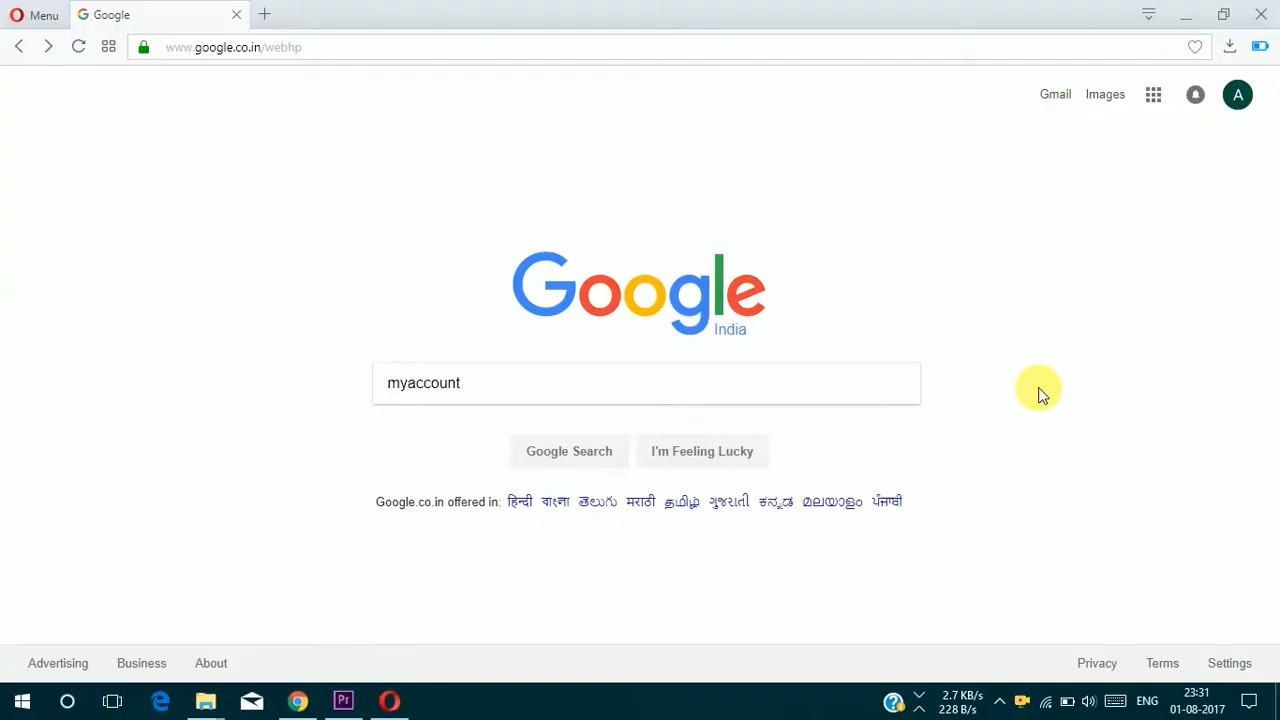 Menu
Google
www.google.co.in/webhp
Gmail Images
A
Google
India
myaccount
Google Search I'm Feeling Lucky
Google.co.in offered in: हिन्दी বাংলা తెలుగు मराठी தமிழ் ગુજરાતી ಕನ್ನಡ മലയാളം ਪੰਜਾਬੀ
Advertising Business About Privacy Terms Settings
Pr
2.7 KB/s
228 B/s
ENG
23:31
01-08-2017